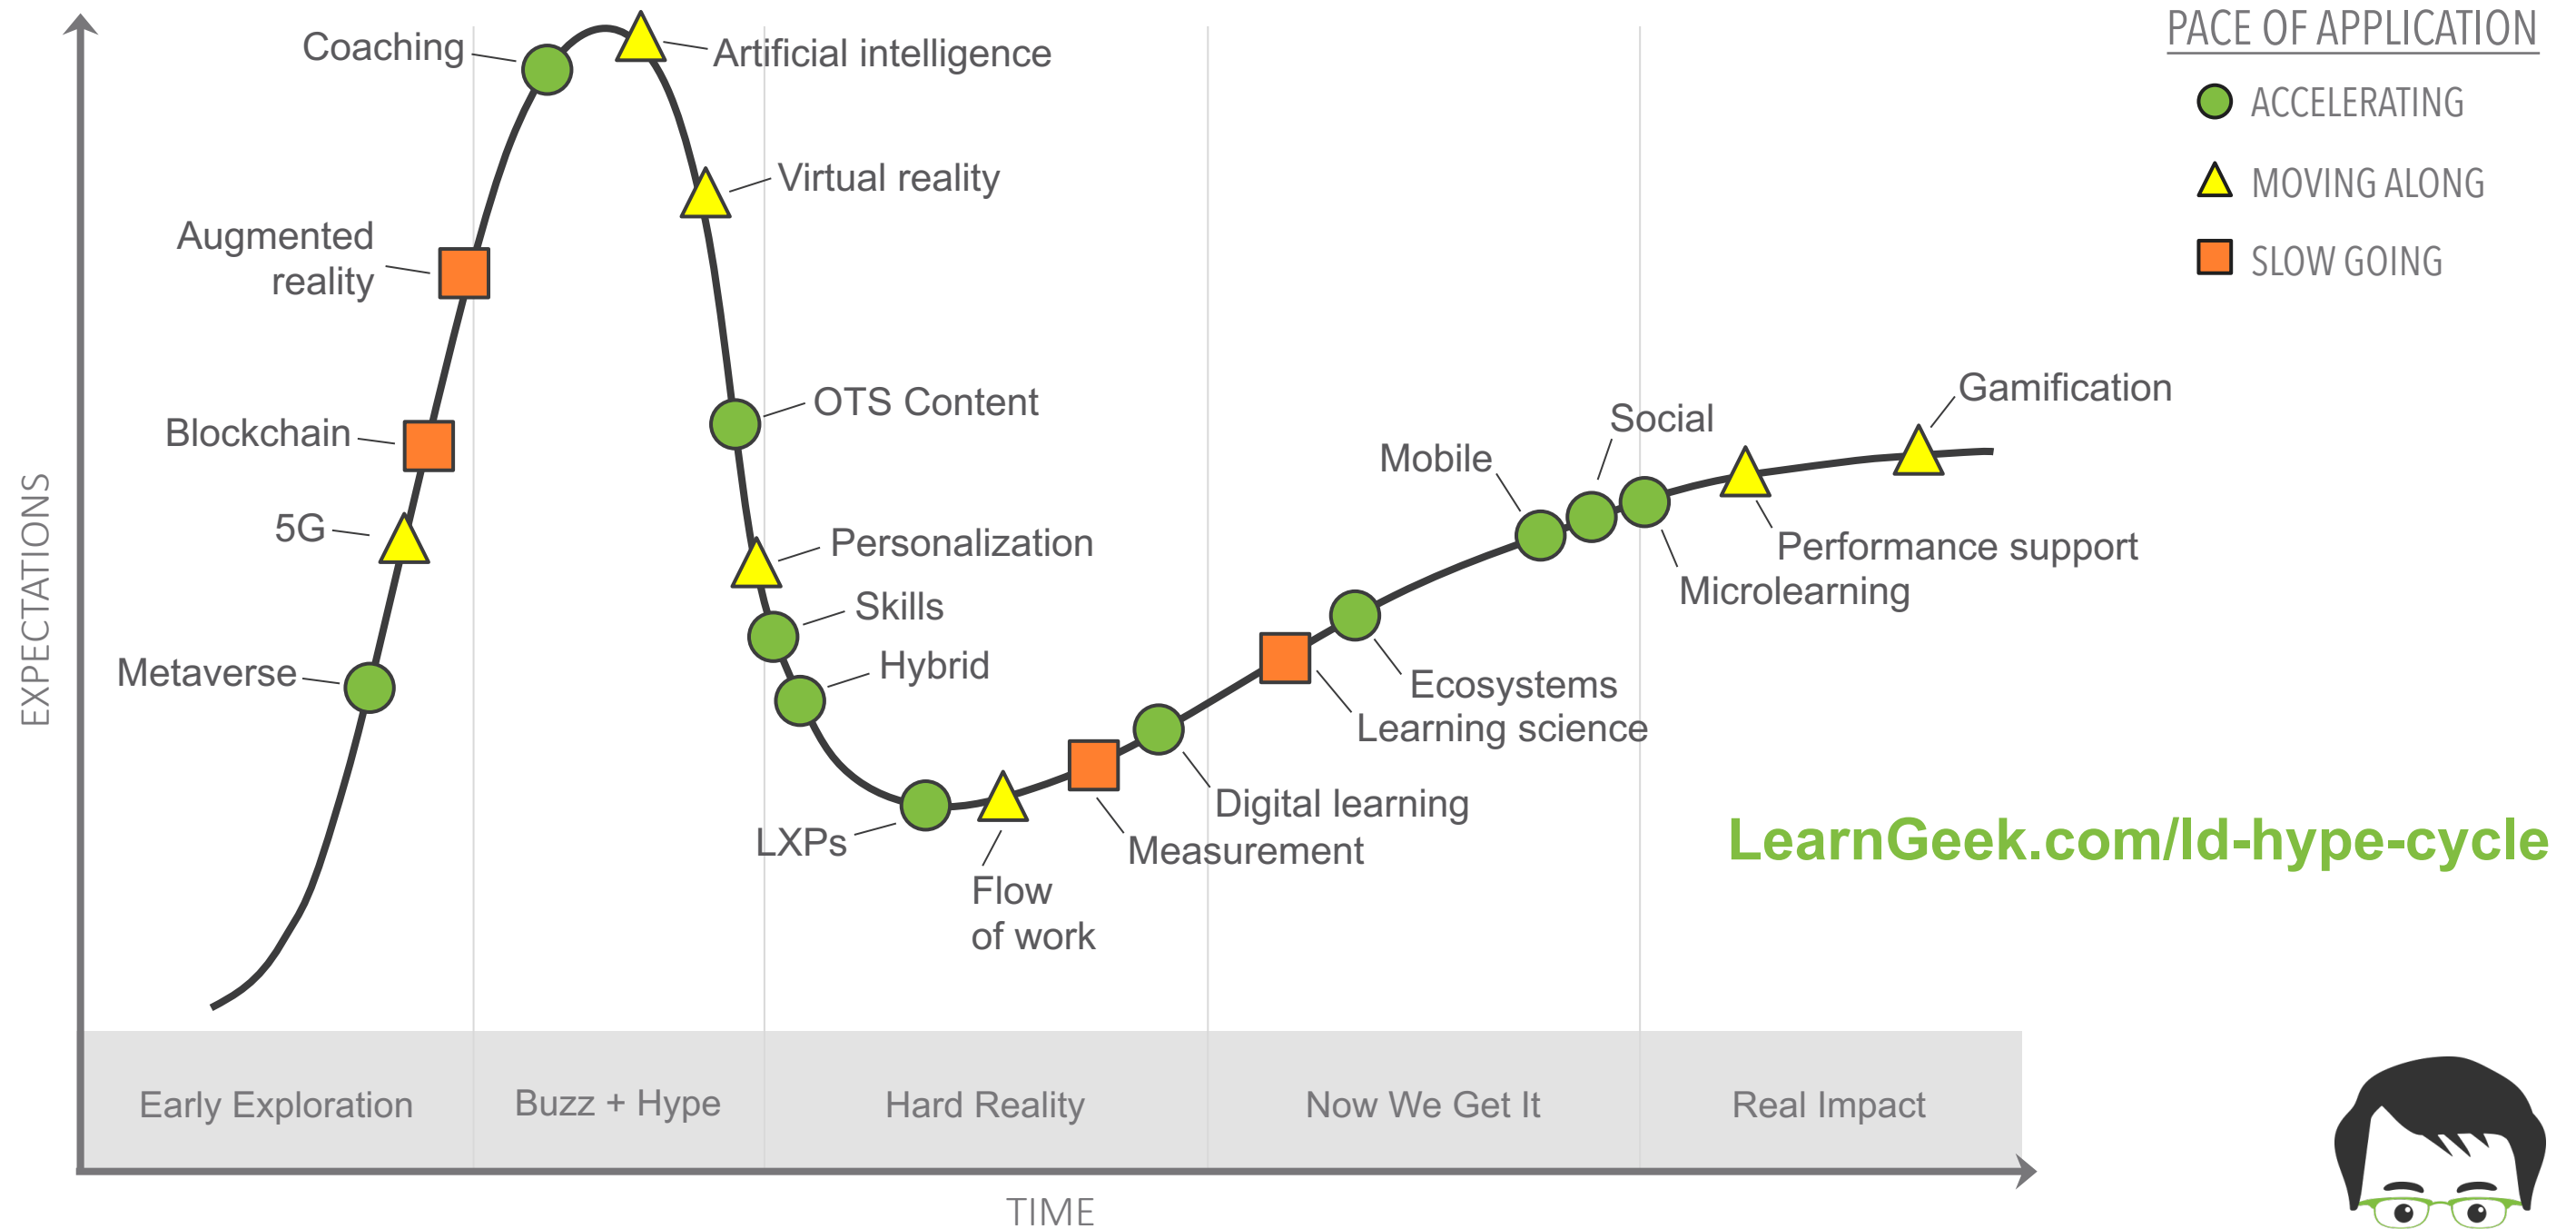 PACE OF APPLICATION
ACCELERATING
MOVING ALONG
SLOW GOING
EXPECTATIONS
Coaching
Artificial intelligence
Virtual reality
Augmented
reality
OTS Content
Blockchain
5G
Personalization
Skills
Metaverse
Hybrid
LXPs
Flow
of work
Measurement
Digital learning
Learning science
Ecosystems
Mobile
Social
Microlearning
Performance support
Gamification
LearnGeek.com/ld-hype-cycle
Early Exploration
Buzz + Hype
Hard Reality
Now We Get It
Real Impact
TIME